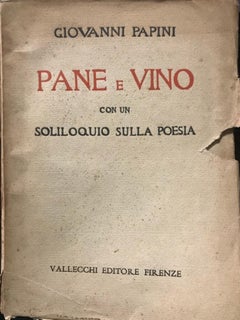 GIOVANNI PAPINI
PANE E VINO
CON UN
SOLILOQUIO SULLA POESIA
VALLECCHI EDITORE FIRENZE